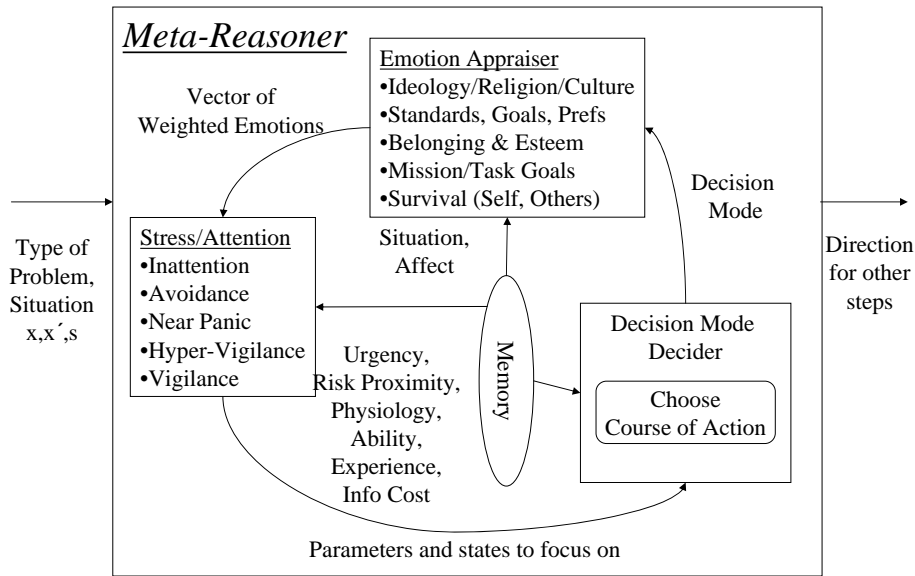 Meta-Reasoner
Emotion Appraiser
•Ideology/Religion/Culture
•Standards, Goals, Prefs
•Belonging & Esteem
•Mission/Task Goals
•Survival (Self, Others)
Vector of
Weighted Emotions
Decision
Mode
Type of
Problem,
Situation
x,x´,s
Stress/Attention
•Inattention
•Avoidance
•Near Panic
•Hyper-Vigilance
•Vigilance
Situation,
Affect
Direction
for other
steps
Urgency,
Risk Proximity,
Physiology,
Ability,
Experience,
Info Cost
Memory
Decision Mode
Decider
Choose
Course of Action
Parameters and states to focus on